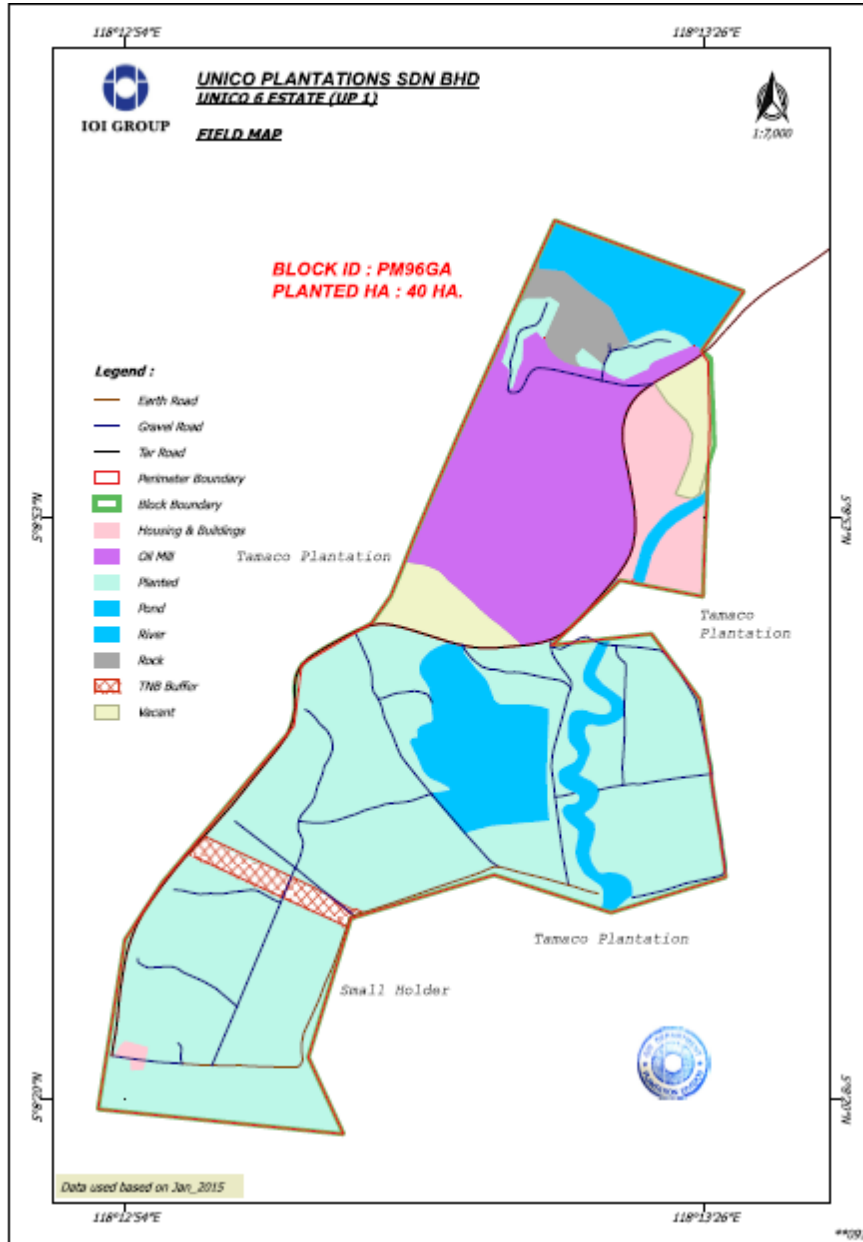 118°12'54"E
118°13'26"E
IOI GROUP
UNICO PLANTATIONS SDN BHD
UNICO 6 ESTATE (UP 1)
FIELD MAP
1:7,000
BLOCK ID : PM96GA
PLANTED HA : 40 HA.
Legend :
Earth Road
Gravel Road
Tar Road
Perimeter Boundary
Block Boundary
Housing & Buildings
Oil Mill
Planted
Pond
River
Rock
TNB Buffer
Vacant
5°8'53"N
5°8'53"N
Tamaco Plantation
Tamaco
Plantation
Tamaco Plantation
Small Holder
PLANTATION DIVISION
5°8'20"N
5°8'20"N
Data used based on Jan_2015
118°12'54"E
118°13'26"E